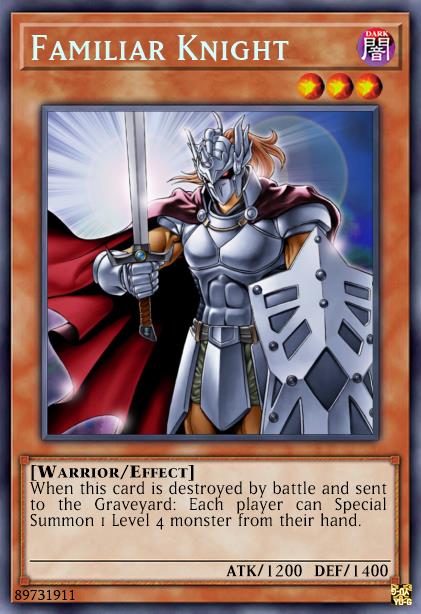 Familiar Knight
DARK
闇
[Warrior/Effect]
When this card is destroyed by battle and sent
to the Graveyard: Each player can Special
Summon 1 Level 4 monster from their hand.
ATK/1200 DEF/1400
89731911